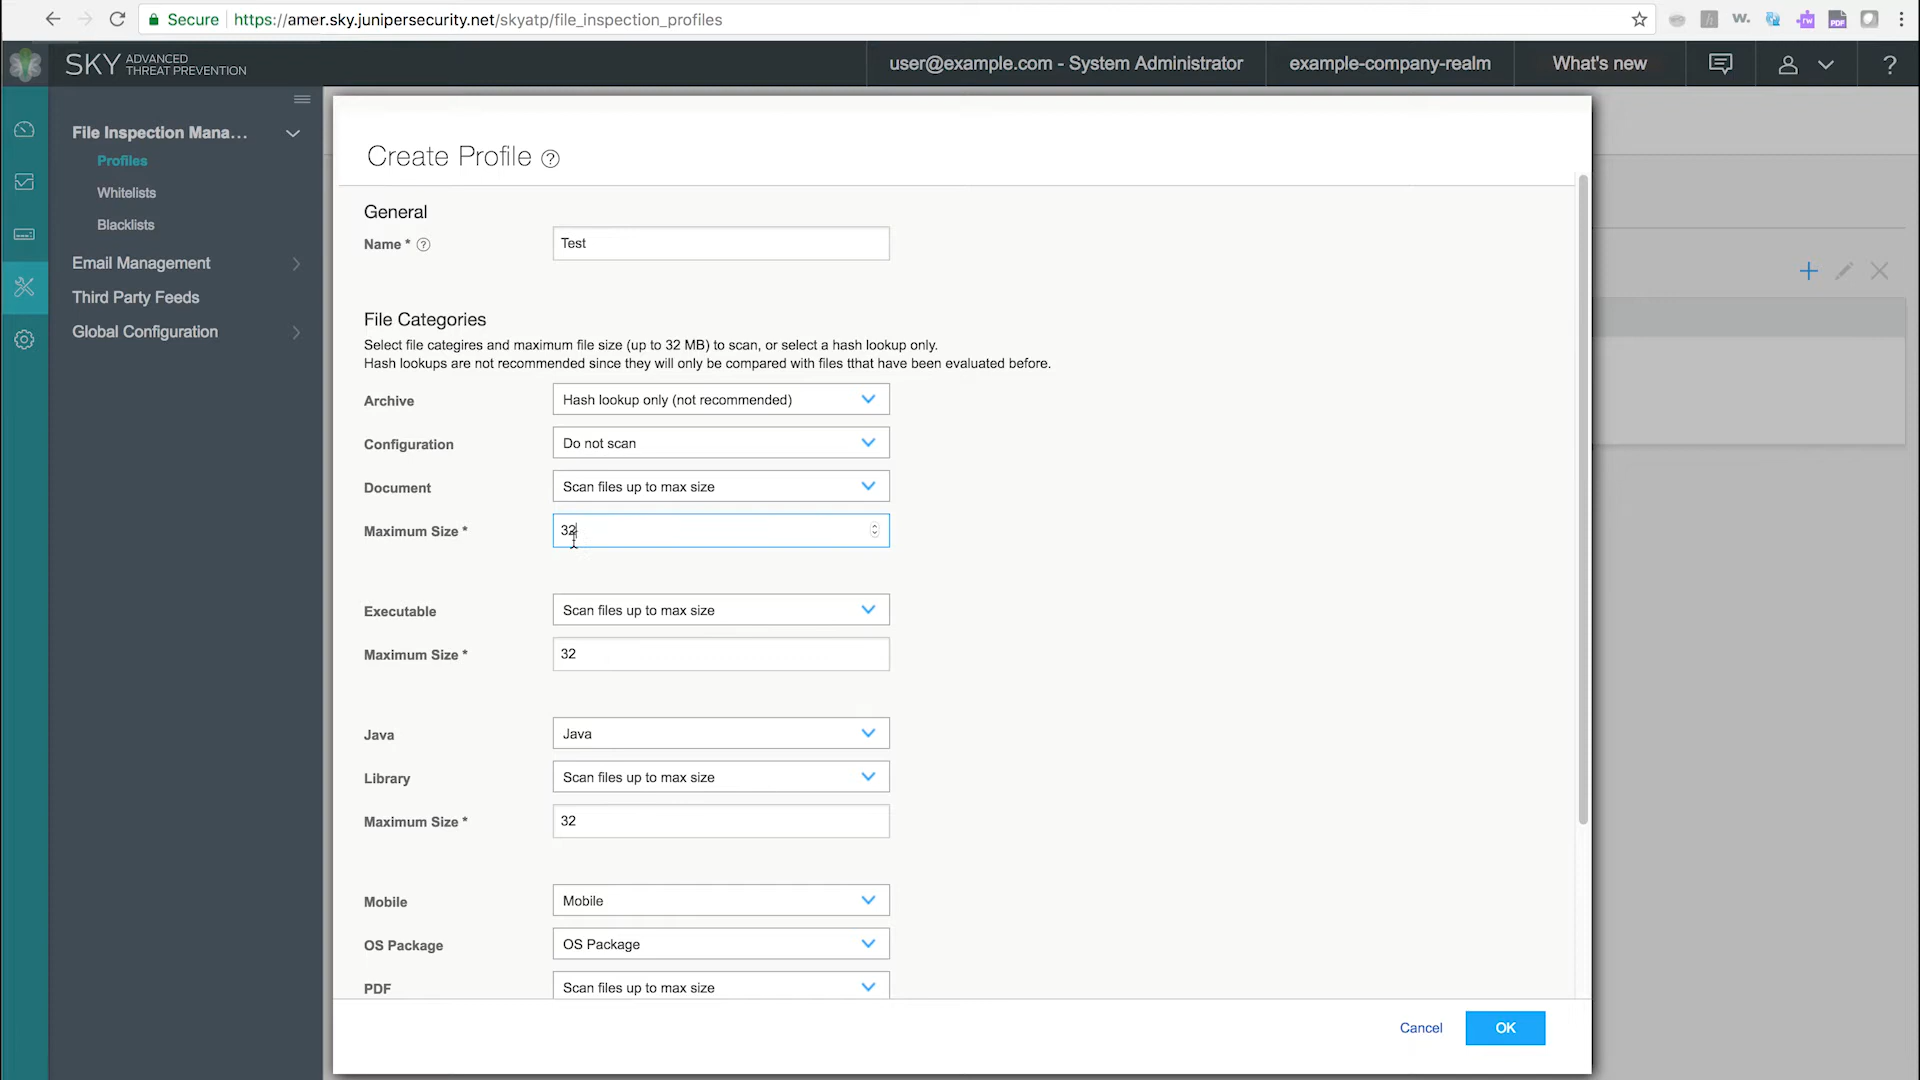 Secure
https://amer.sky.junipersecurity.net/skyatp/file_inspection_profiles
W.
rw
PDF
SKY ADVANCED THREAT PREVENTION
user@example.com - System Administrator
example-company-realm
What's new
?
File Inspection Mana...
Profiles
Whitelists
Blacklists
Email Management
Third Party Feeds
Global Configuration
Create Profile ?
General
Name * ? Test
File Categories
Select file categires and maximum file size (up to 32 MB) to scan, or select a hash lookup only.
Hash lookups are not recommended since they will only be compared with files tthat have been evaluated before.
Archive Hash lookup only (not recommended)
Configuration Do not scan
Document Scan files up to max size
Maximum Size * 32
Executable Scan files up to max size
Maximum Size * 32
Java Java
Library Scan files up to max size
Maximum Size * 32
Mobile Mobile
OS Package OS Package
PDF Scan files up to max size
Cancel OK